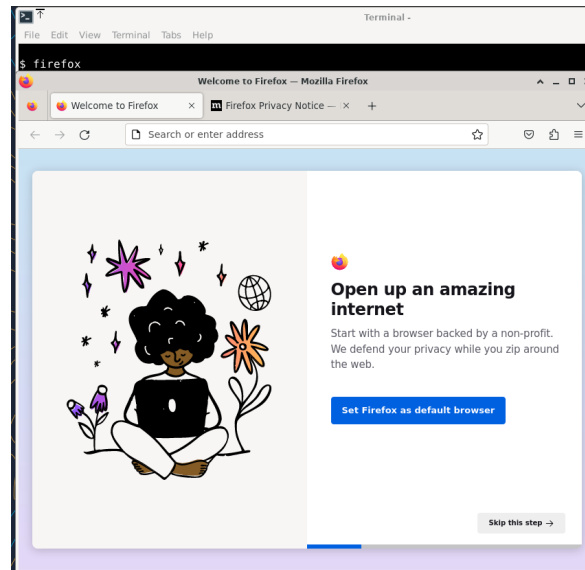 Terminal -
File Edit View Terminal Tabs Help
$ firefox
Welcome to Firefox — Mozilla Firefox
Welcome to Firefox
Firefox Privacy Notice —
Search or enter address
Open up an amazing
internet
Start with a browser backed by a non-profit.
We defend your privacy while you zip around
the web.
Set Firefox as default browser
Skip this step →